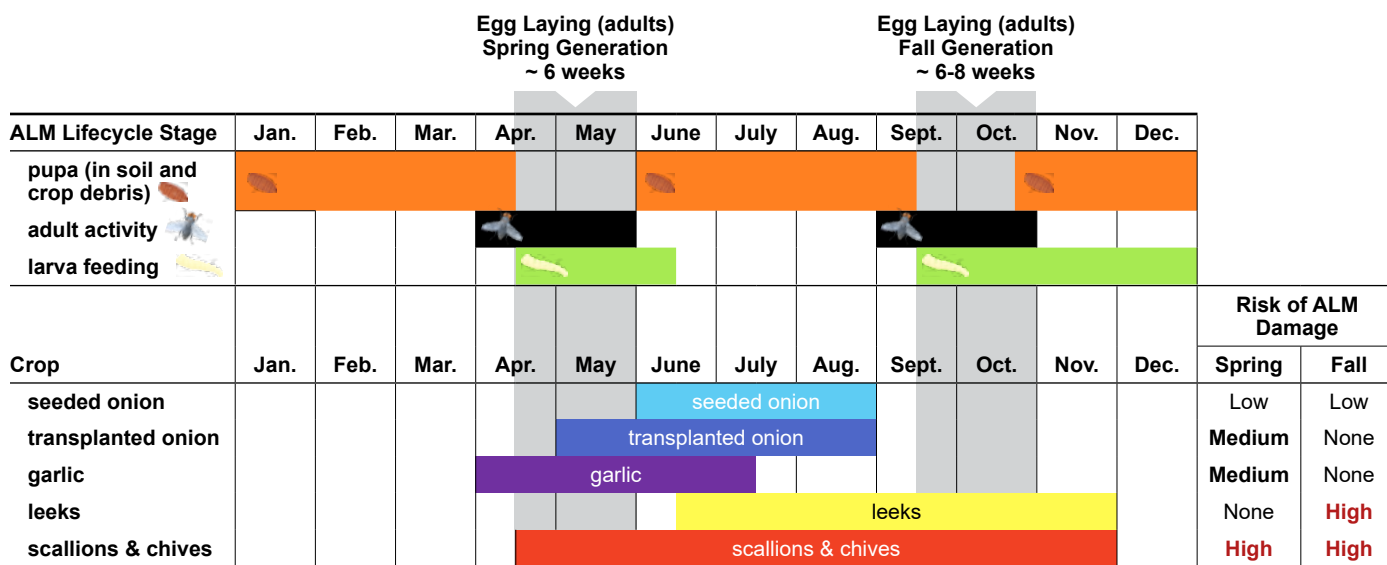 Egg Laying (adults)
Spring Generation
~ 6 weeks
Egg Laying (adults)
Fall Generation
~ 6-8 weeks
ALM Lifecycle Stage Jan. Feb. Mar. Apr. May June July Aug. Sept. Oct. Nov. Dec.
pupa (in soil and
crop debris)
adult activity
larva feeding
Risk of ALM
Damage
Crop Jan. Feb. Mar. Apr. May June July Aug. Sept. Oct. Nov. Dec. Spring Fall
seeded onion seeded onion Low Low
transplanted onion transplanted onion Medium None
garlic garlic Medium None
leeks leeks None High
scallions & chives scallions & chives High High